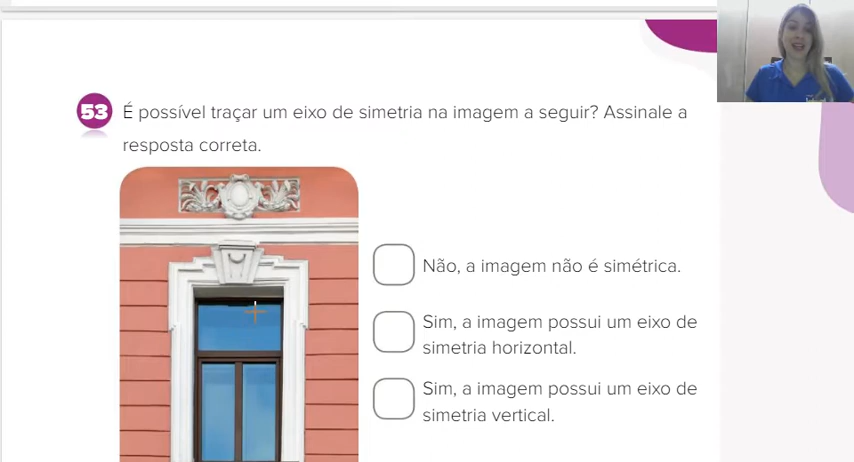 53 É possível traçar um eixo de simetria na imagem a seguir? Assinale a
resposta correta.
Não, a imagem não é simétrica.
Sim, a imagem possui um eixo de
simetria horizontal.
Sim, a imagem possui um eixo de
simetria vertical.